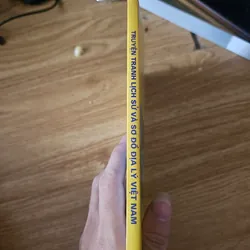 TRUYỆN TRANH LỊCH SỬ VÀ SƠ ĐỒ ĐỊA LÝ VIỆT NAM